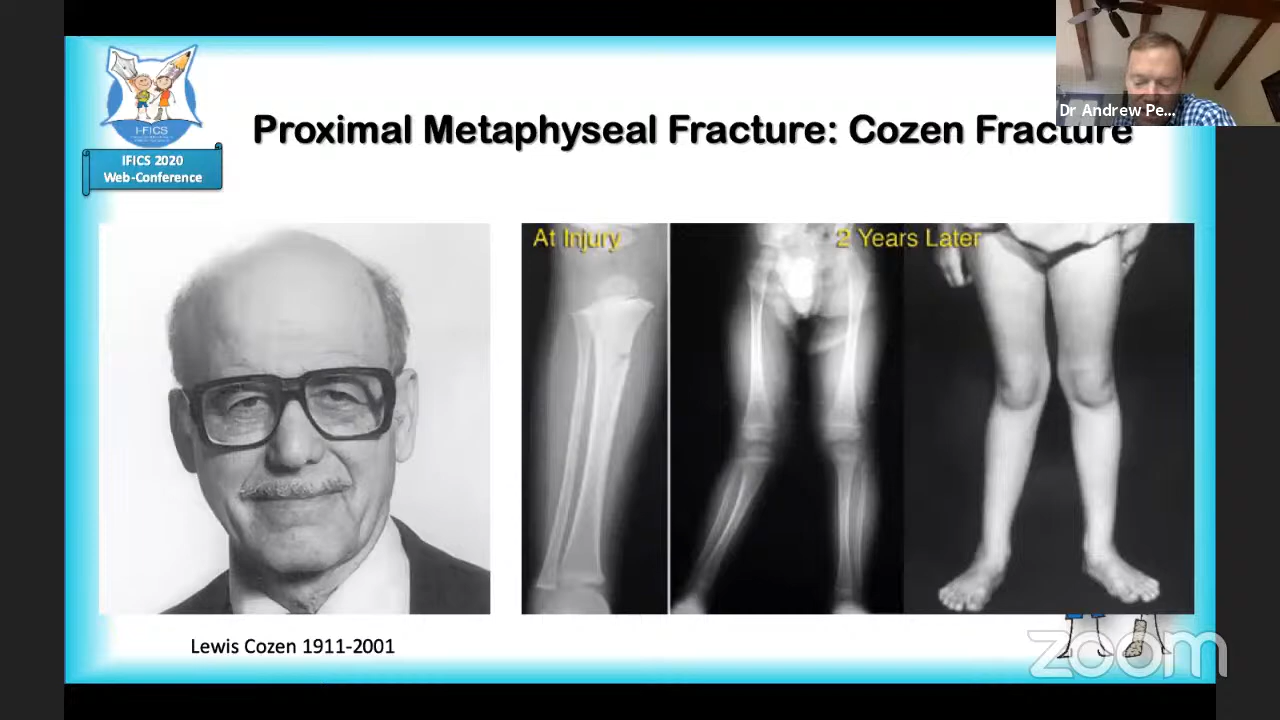 Dr Andrew Pe...
I-FICS
IFICS 2020
Web-Conference
Proximal Metaphyseal Fracture: Cozen Fracture
At Injury
2 Years Later
Lewis Cozen 1911-2001
zoom